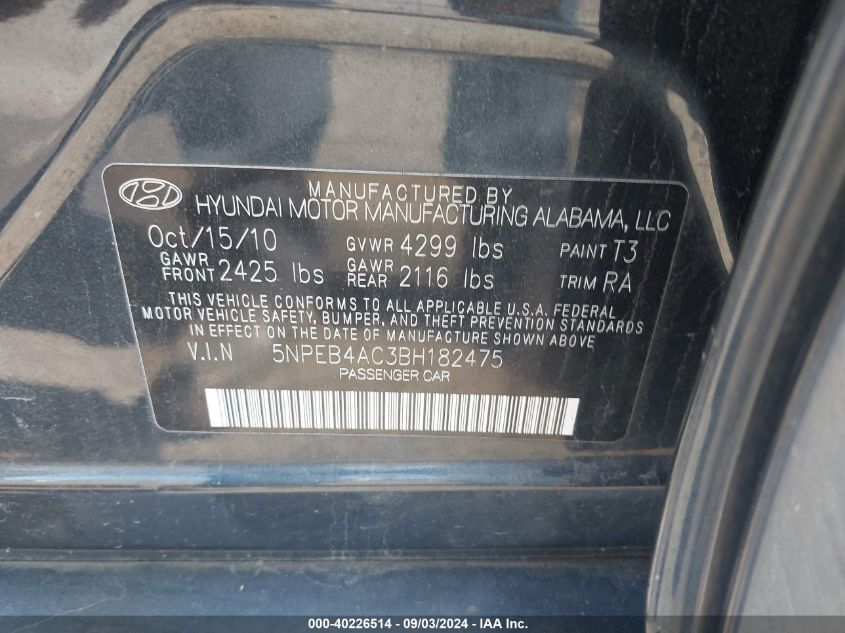 MANUFACTURED BY
HYUNDAI MOTOR MANUFACTURING ALABAMA, LLC
Oct/15/10 GVWR 4299 lbs PAINT T3
GAWR FRONT 2425 lbs GAWR REAR 2116 lbs TRIM RA
THIS VEHICLE CONFORMS TO ALL APPLICABLE U.S.A. FEDERAL
MOTOR VEHICLE SAFETY, BUMPER, AND THEFT PREVENTION STANDARDS
IN EFFECT ON THE DATE OF MANUFACTURE SHOWN ABOVE.
V.I.N 5NPEB4AC3BH182475
PASSENGER CAR
000-40226514 - 09/03/2024 - IAAI.com